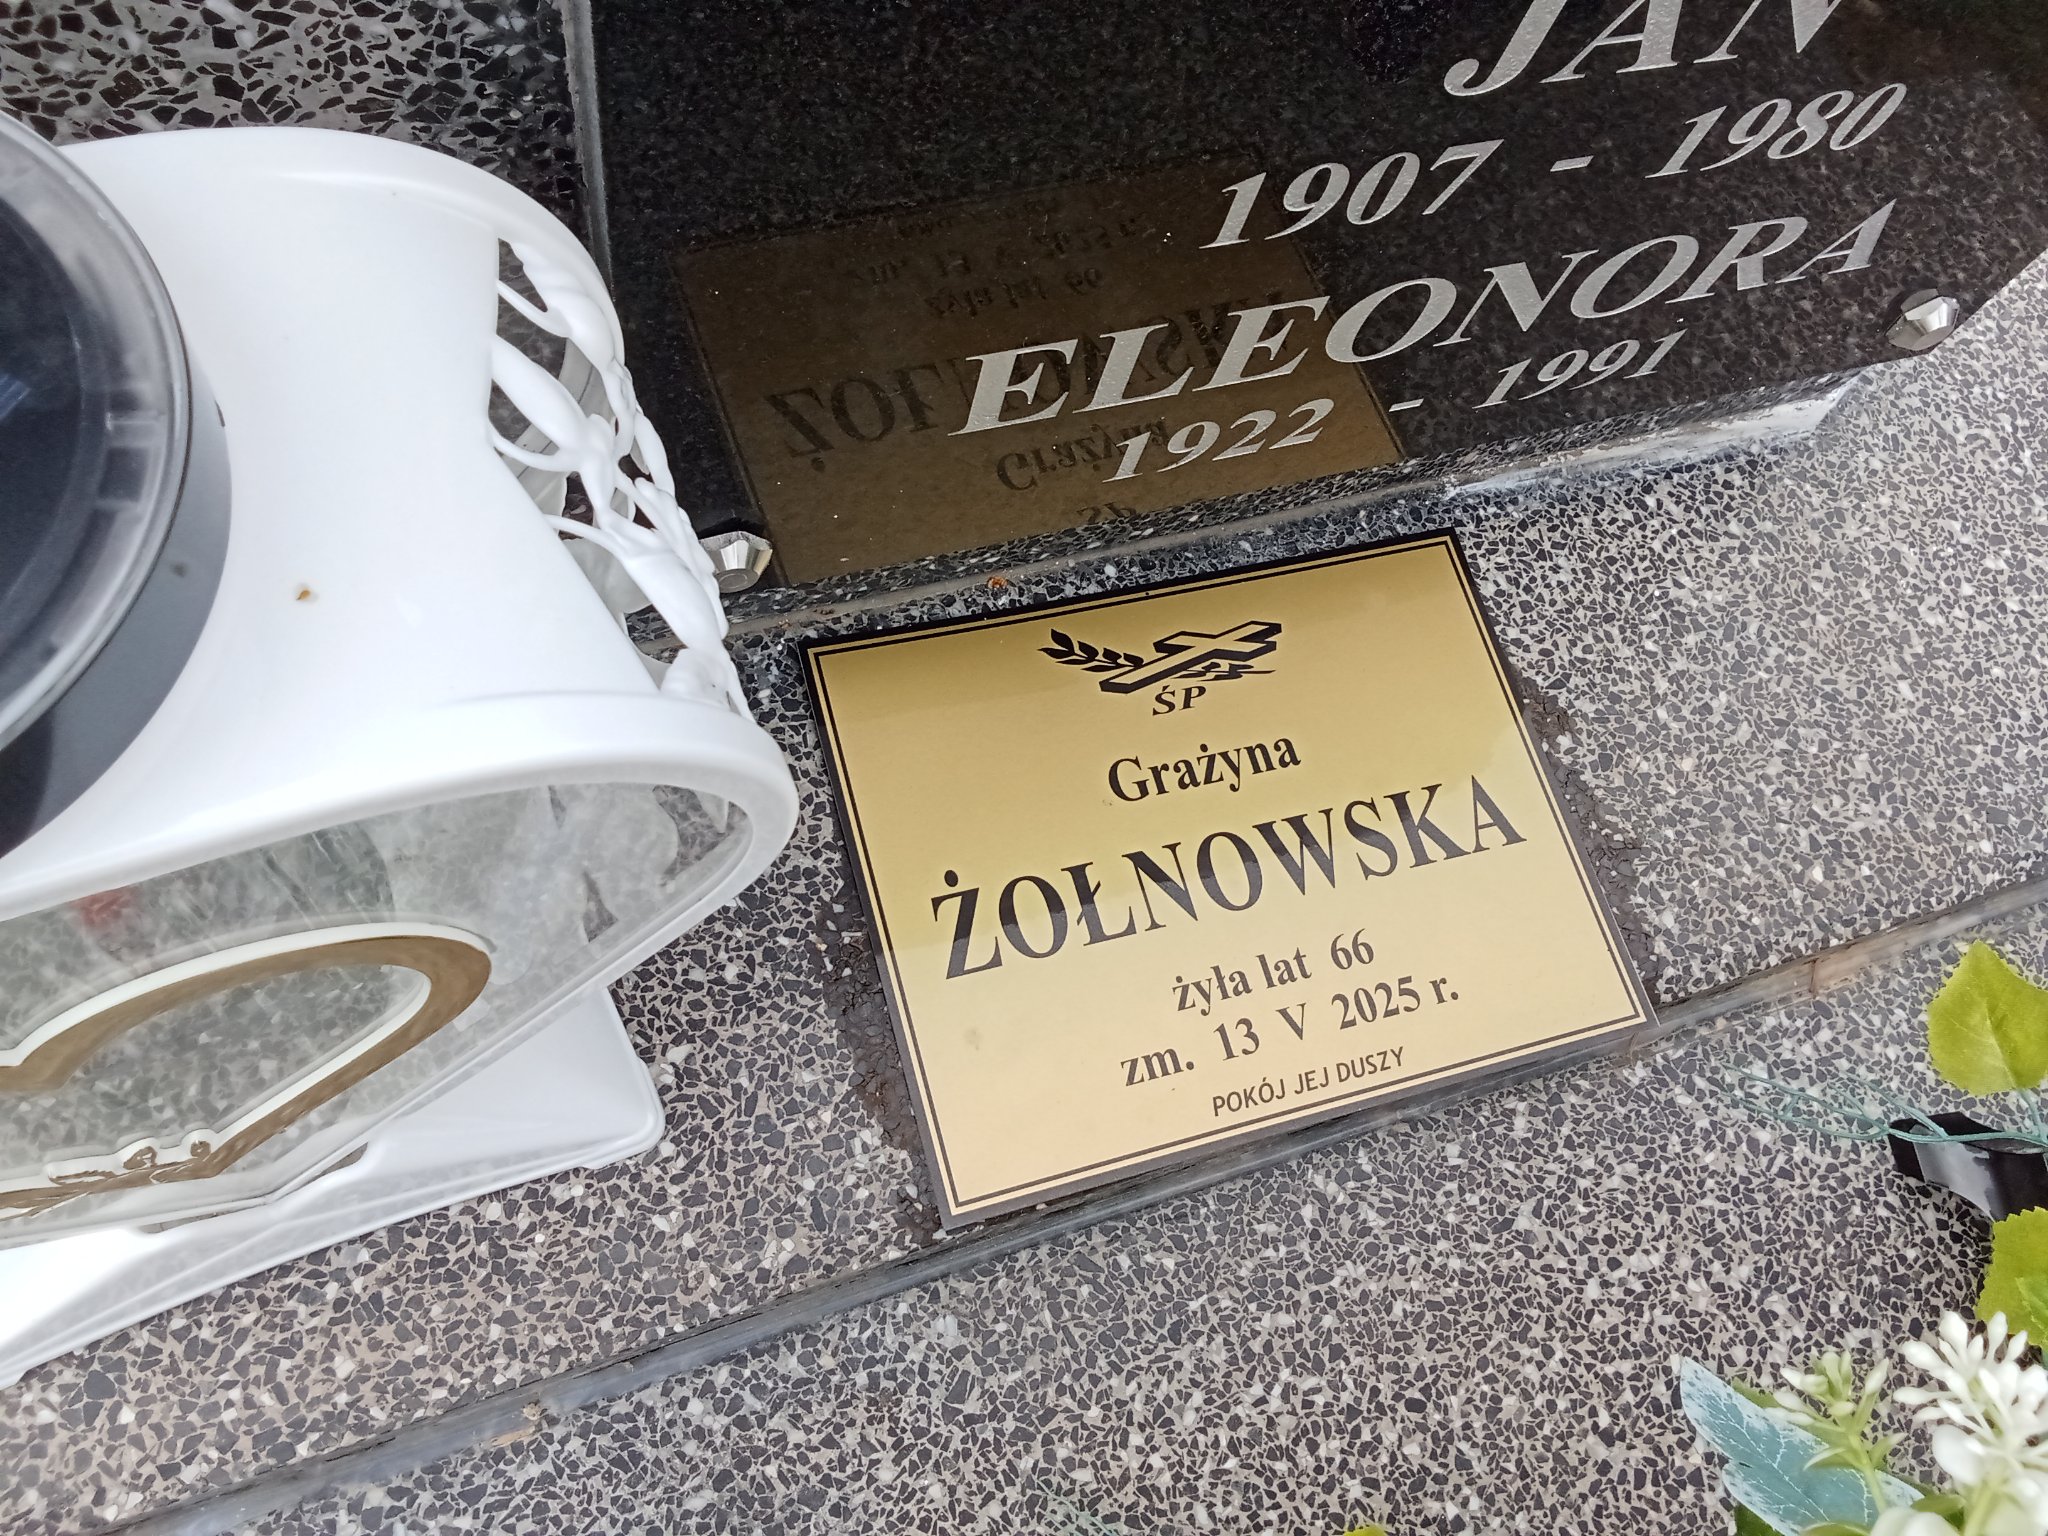 JAN
1907 - 1980
ELEONORA
1922 - 1991
ŚP
Grażyna
ŻOŁNOWSKA
żyła lat 66
zm. 13 V 2025 r.
POKÓJ JEJ DUSZY